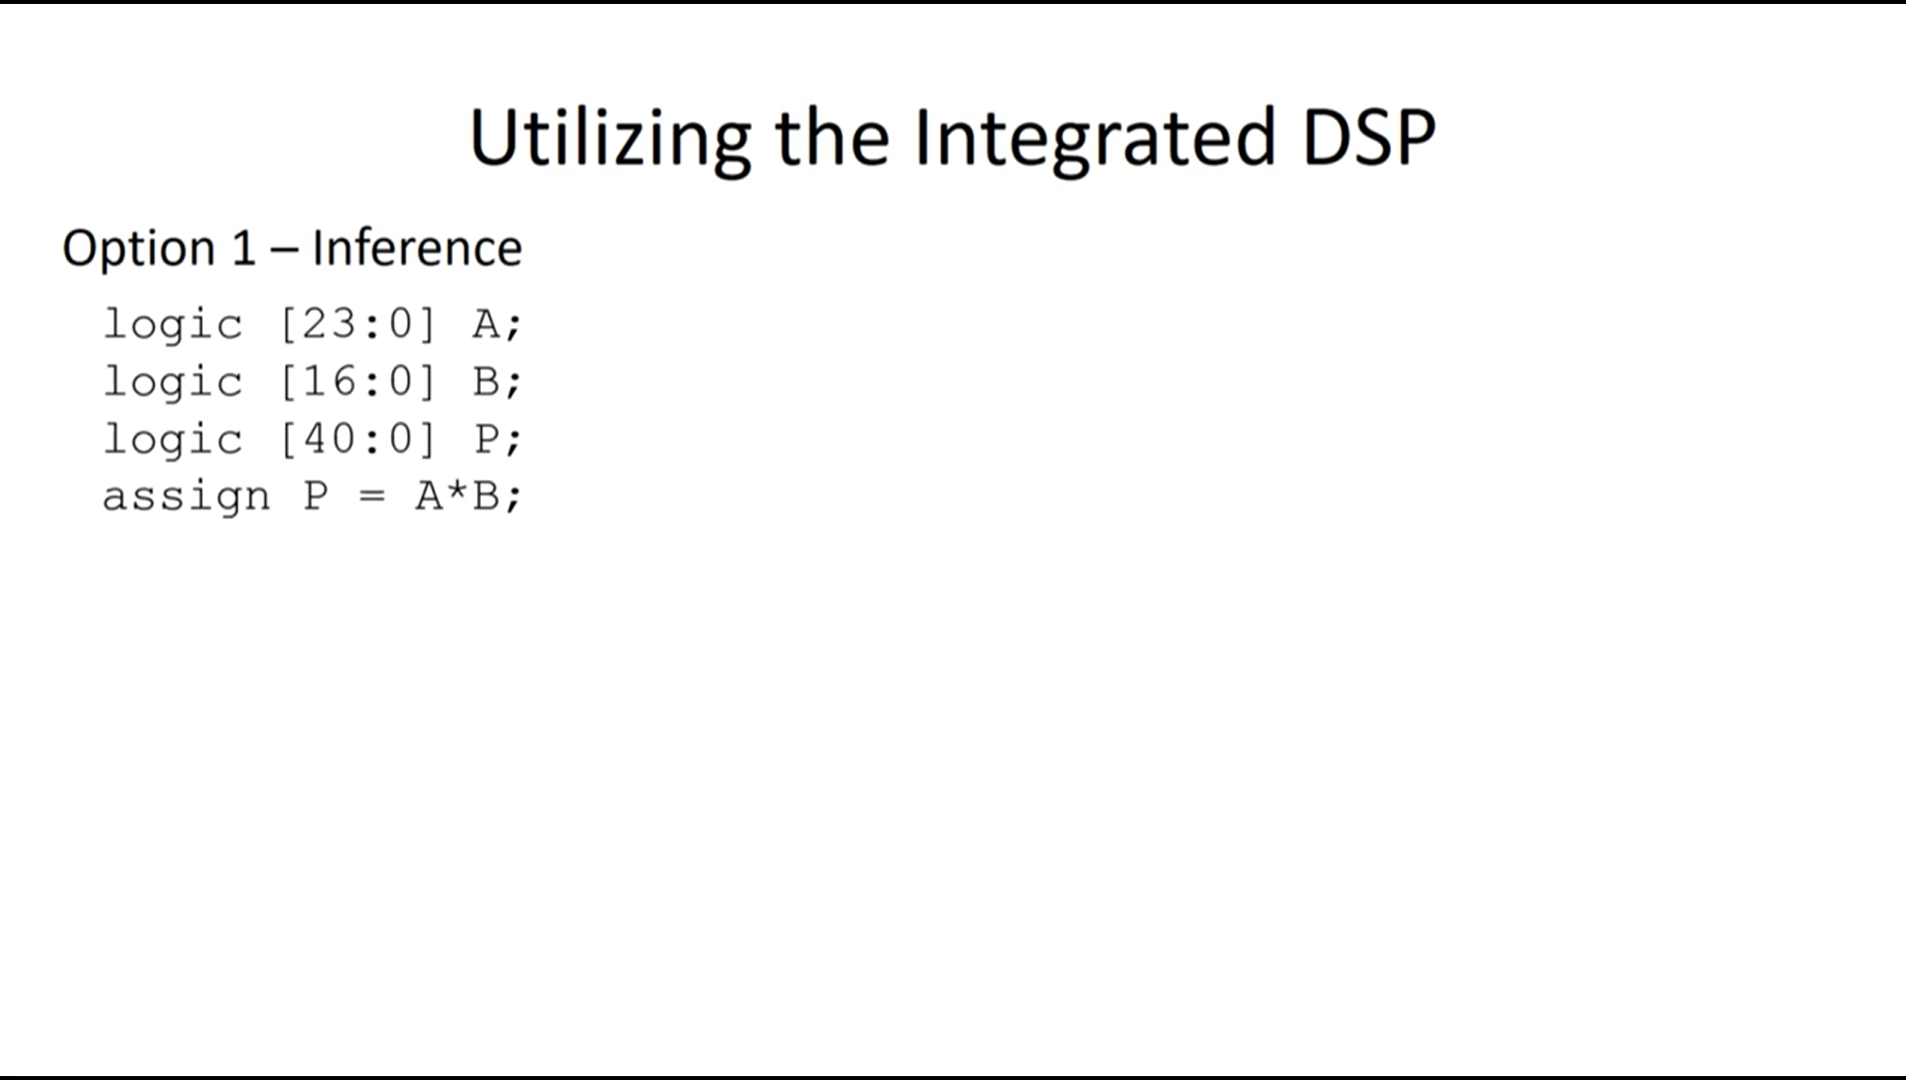 Utilizing the Integrated DSP
Option 1 – Inference
logic [23:0] A;
logic [16:0] B;
logic [40:0] P;
assign P = A*B;